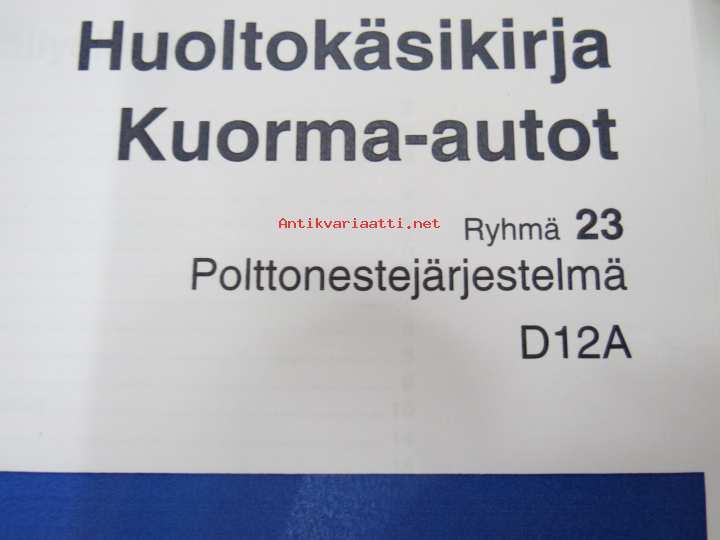 Huoltokäsikirja
Kuorma-autot
Antikvariaatti.net
Ryhmä 23
Polttonestejärjestelmä
D12A